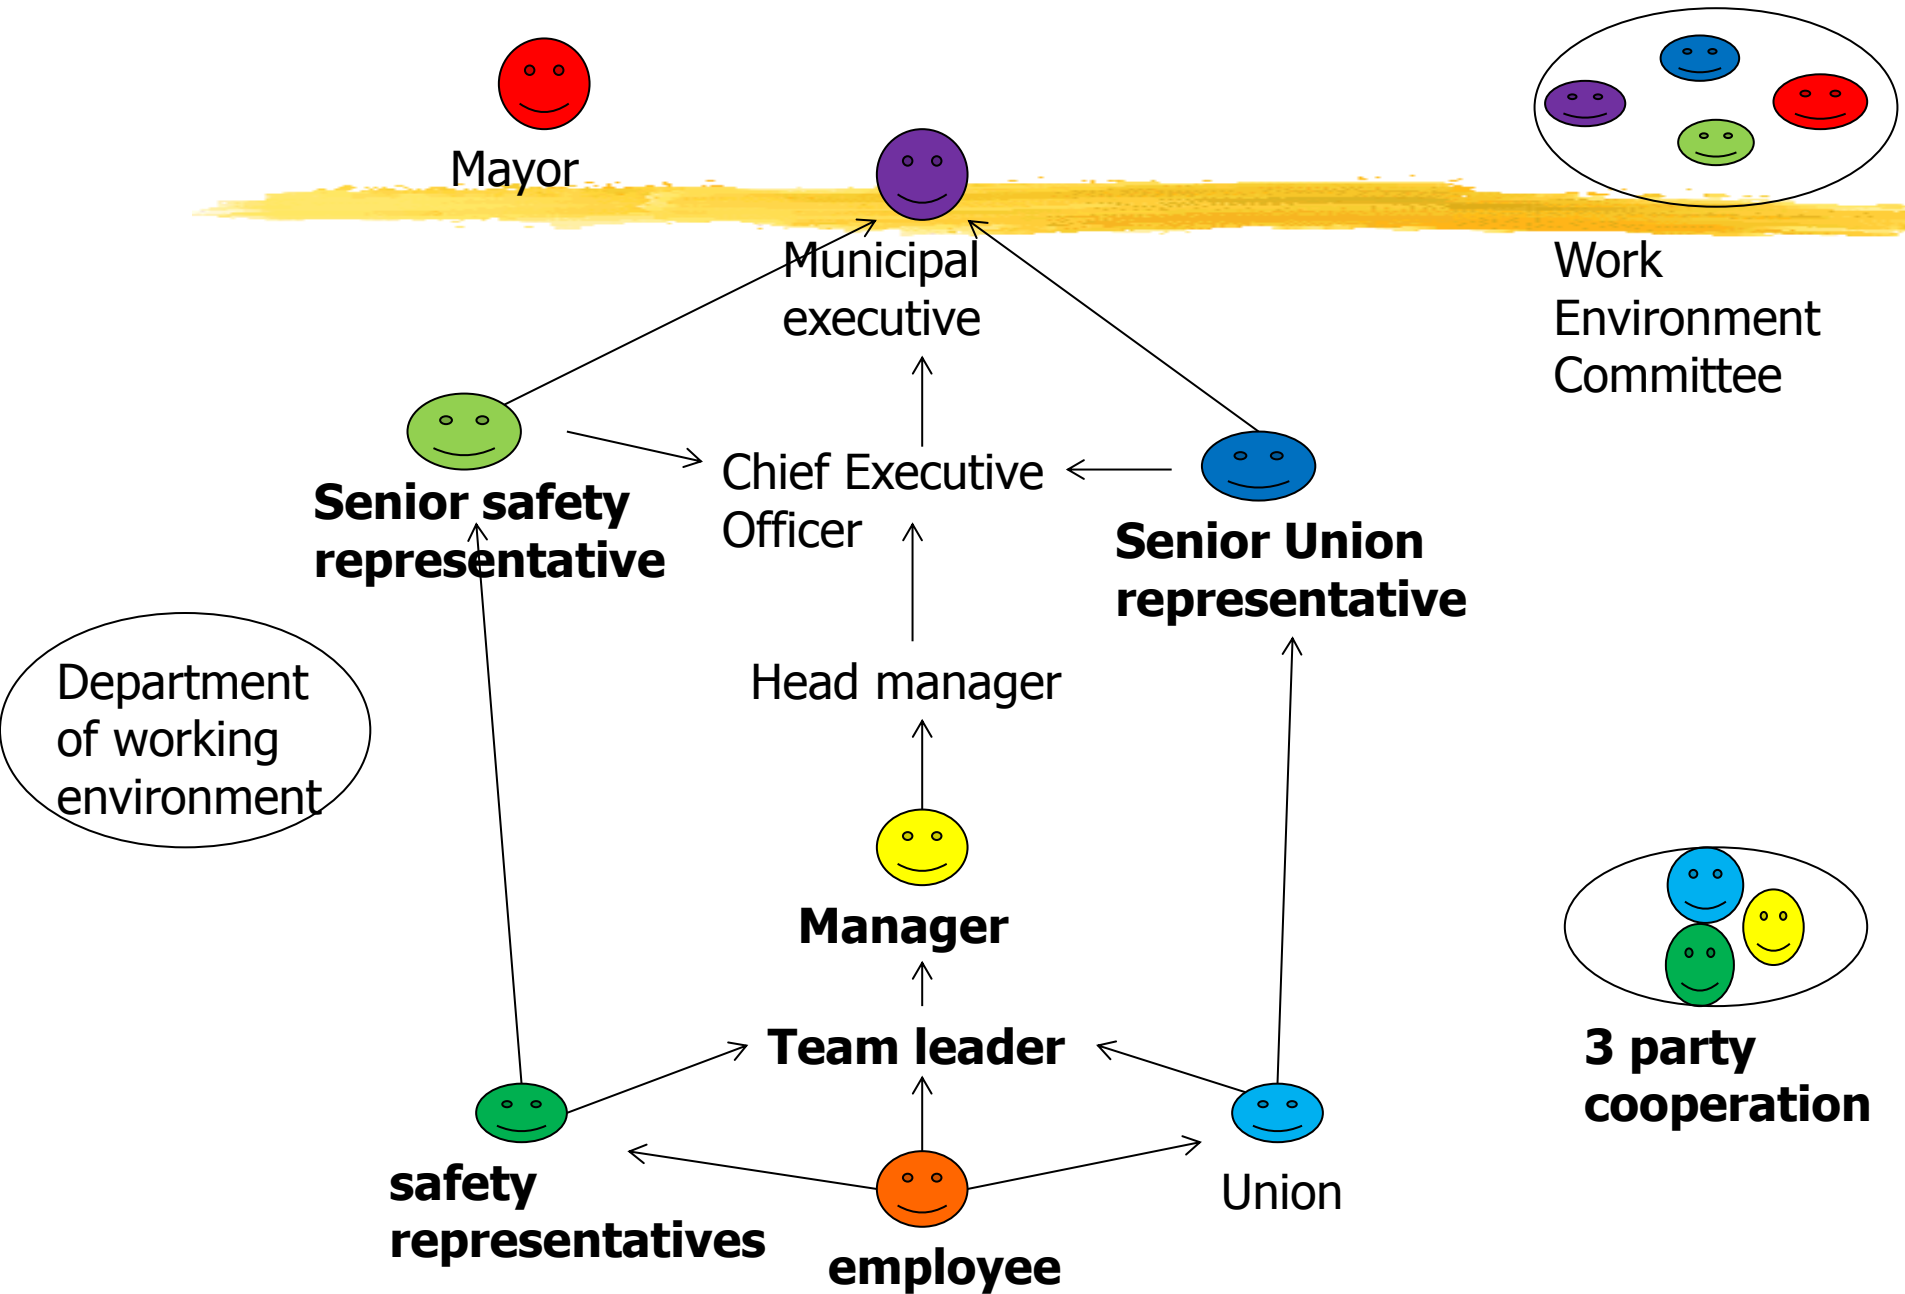 Mayor
Municipal
executive
Work
Environment
Committee
Senior safety
representative
Chief Executive
Officer
Senior Union
representative
Department
of working
environment
Head manager
Manager
Team leader
3 party
cooperation
safety
representatives
employee
Union